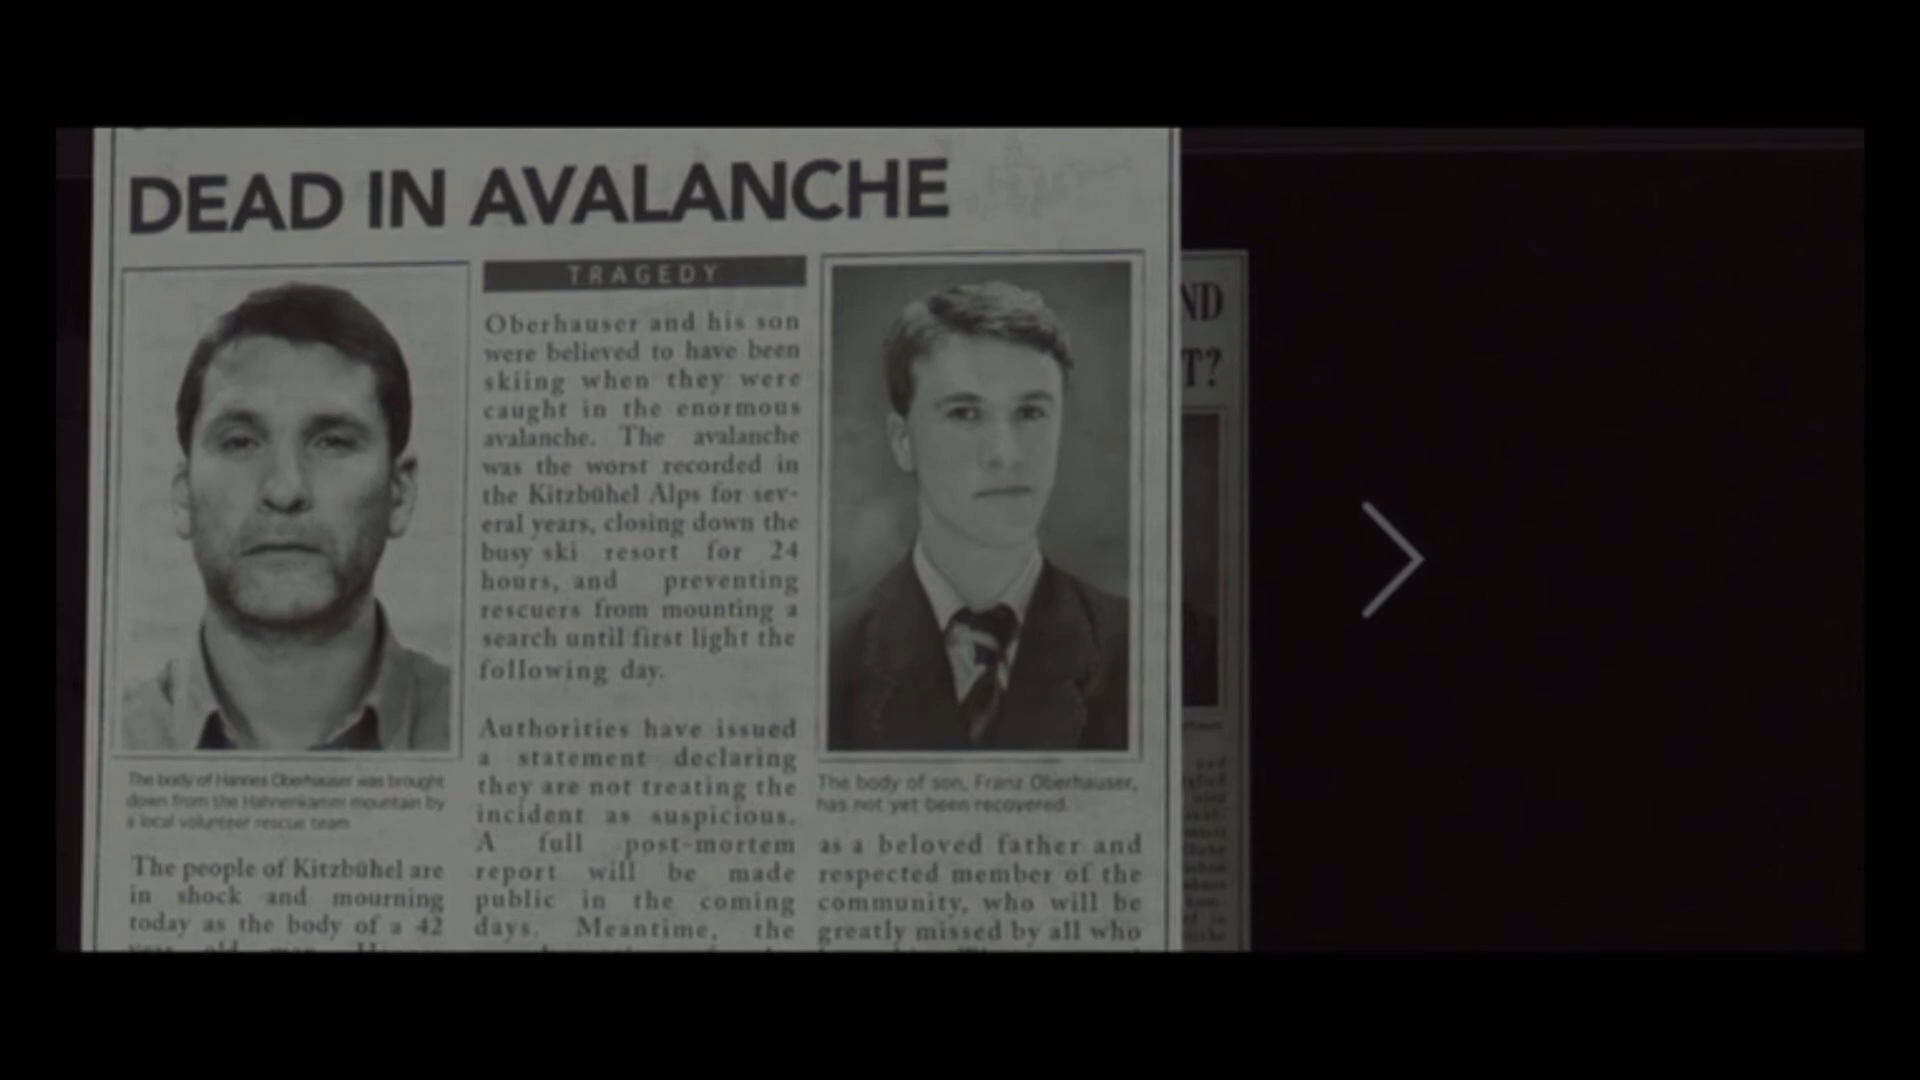 DEAD IN AVALANCHE
The body of Hannes Oberhauser was brought
down from the Hahnenkamm mountain by
a local volunteer rescue team
The people of Kitzbühel are
in shock and mourning
today as the body of a 42
TRAGEDY
Oberhauser and his son
were believed to have been
skiing when they were
caught in the enormous
avalanche. The avalanche
was the worst recorded in
the Kitzbühel Alps for sev-
eral years, closing down the
busy ski resort for 24
hours, and preventing
rescuers from mounting a
search until first light the
following day.
Authorities have issued
a statement declaring
they are not treating the
incident as suspicious.
A full post-mortem
report will be made
public in the coming
days. Meantime, the
The body of son, Franz Oberhauser,
has not yet been recovered.
as a beloved father and
respected member of the
community, who will be
greatly missed by all who
ND
T?